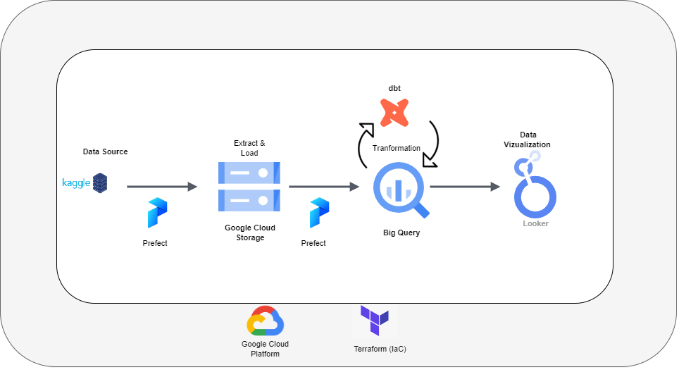 dbt
Tranformation
Data
Vizualization
Extract &
Load
Data Source
kaggle
Prefect
Google Cloud
Storage
Prefect
Big Query
Looker
Google Cloud
Platform
Terraform (IaC)